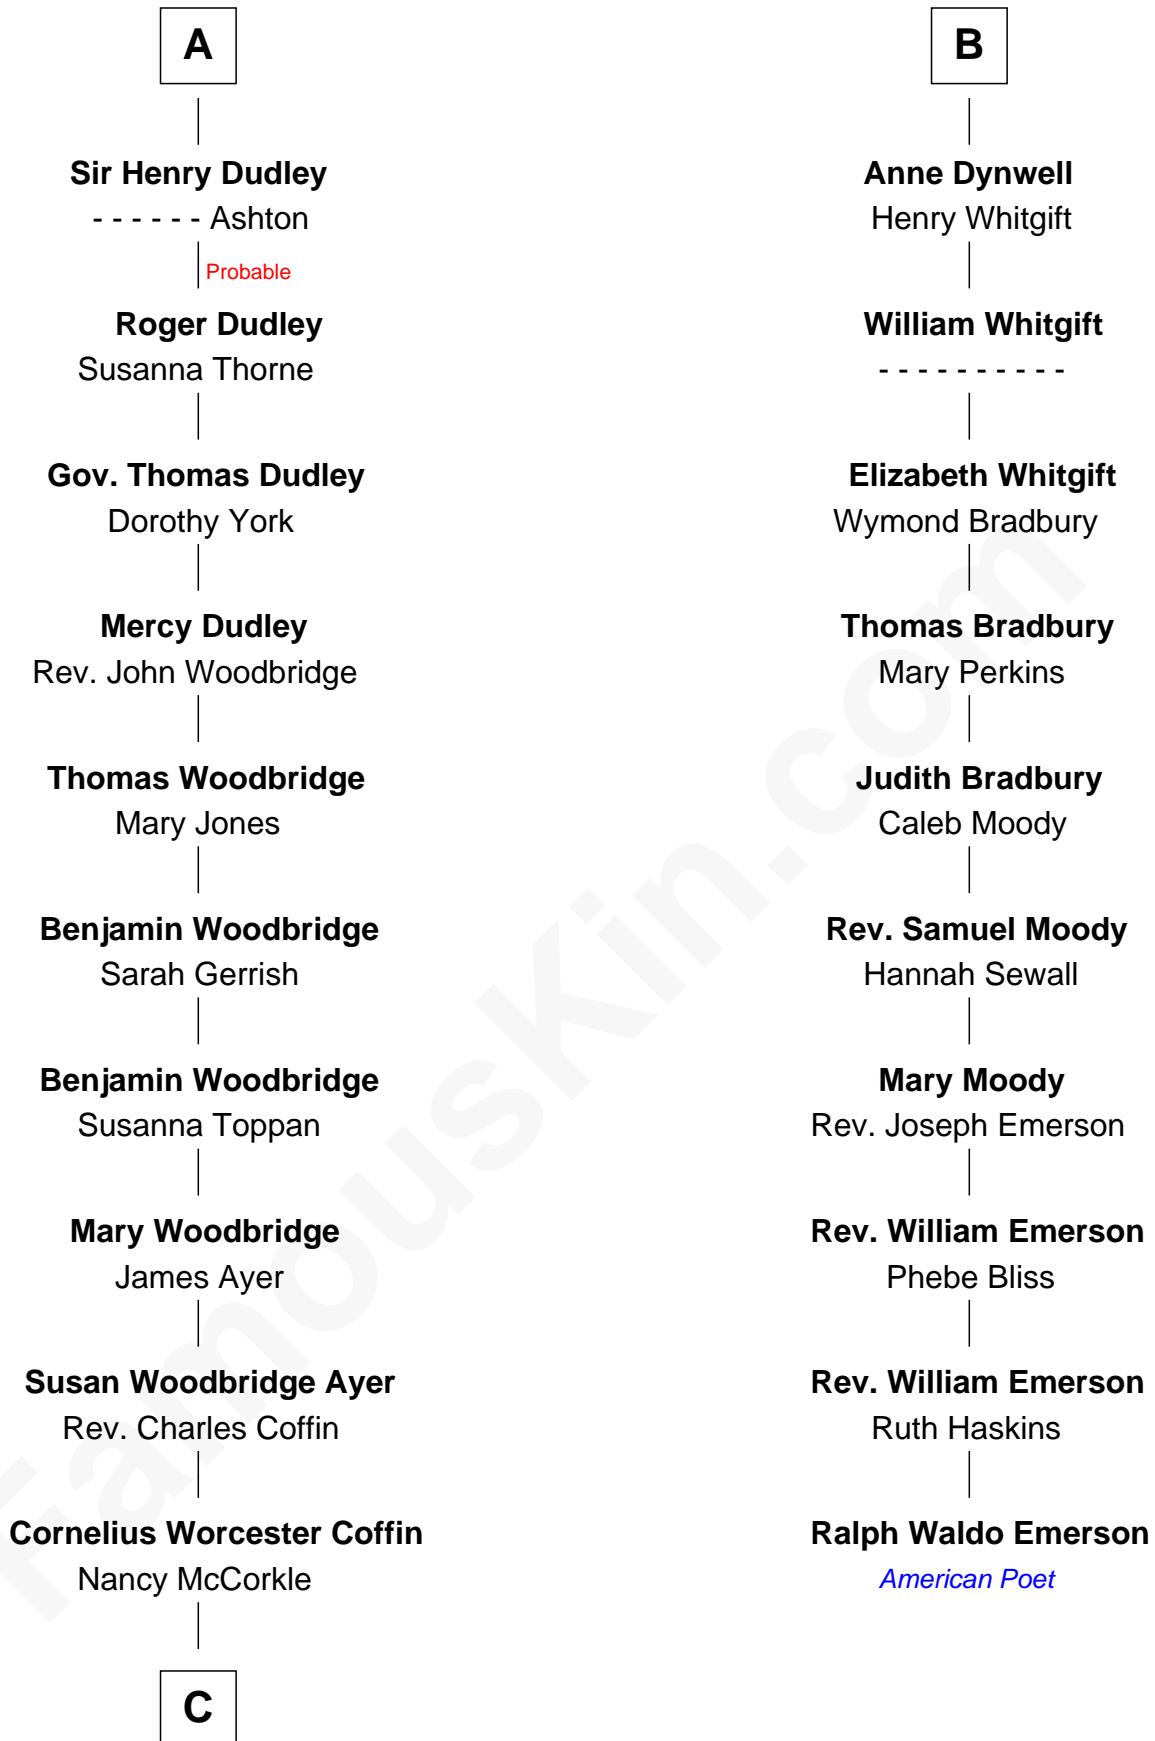 A
Sir Henry Dudley
- - - - - - Ashton
Probable
Roger Dudley
Susanna Thorne
Gov. Thomas Dudley
Dorothy York
Mercy Dudley
Rev. John Woodbridge
Thomas Woodbridge
Mary Jones
Benjamin Woodbridge
Sarah Gerrish
Benjamin Woodbridge
Susanna Toppan
Mary Woodbridge
James Ayer
Susan Woodbridge Ayer
Rev. Charles Coffin
Cornelius Worcester Coffin
Nancy McCorkle
C
B
Anne Dynwell
Henry Whitgift
William Whitgift
- - - - - - - - - -
Elizabeth Whitgift
Wymond Bradbury
Thomas Bradbury
Mary Perkins
Judith Bradbury
Caleb Moody
Rev. Samuel Moody
Hannah Sewall
Mary Moody
Rev. Joseph Emerson
Rev. William Emerson
Phebe Bliss
Rev. William Emerson
Ruth Haskins
Ralph Waldo Emerson
American Poet
FamousKin.com